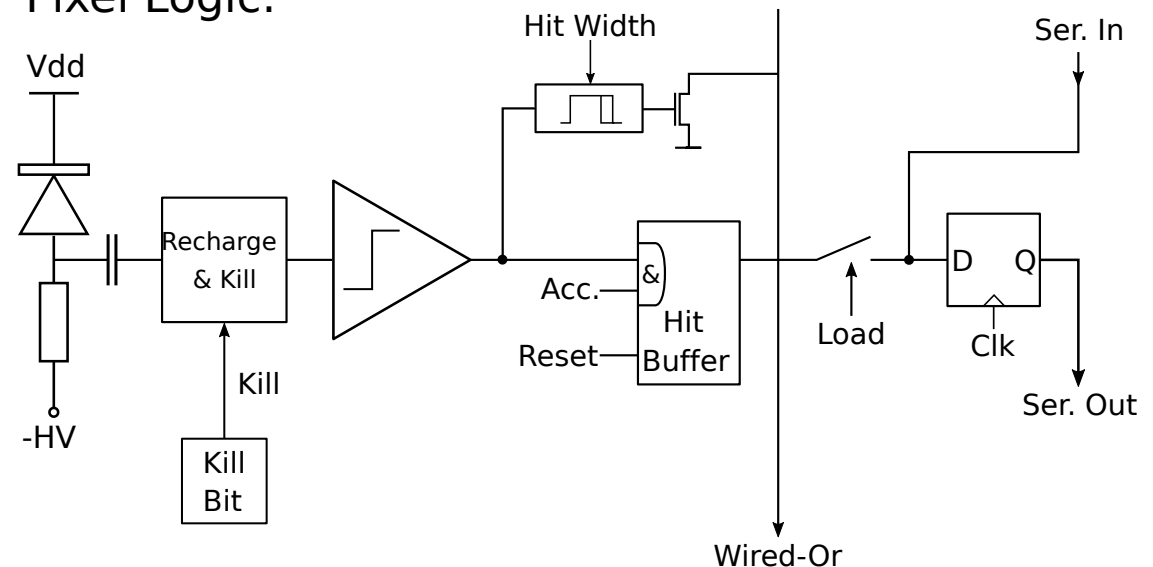 Pixel Logic:
Hit Width
Ser. In
Vdd
Recharge
& Kill
&
Acc.
Hit
Buffer
Reset
D
Q
Clk
Load
Kill
-HV
Kill
Bit
Ser. Out
Wired-Or